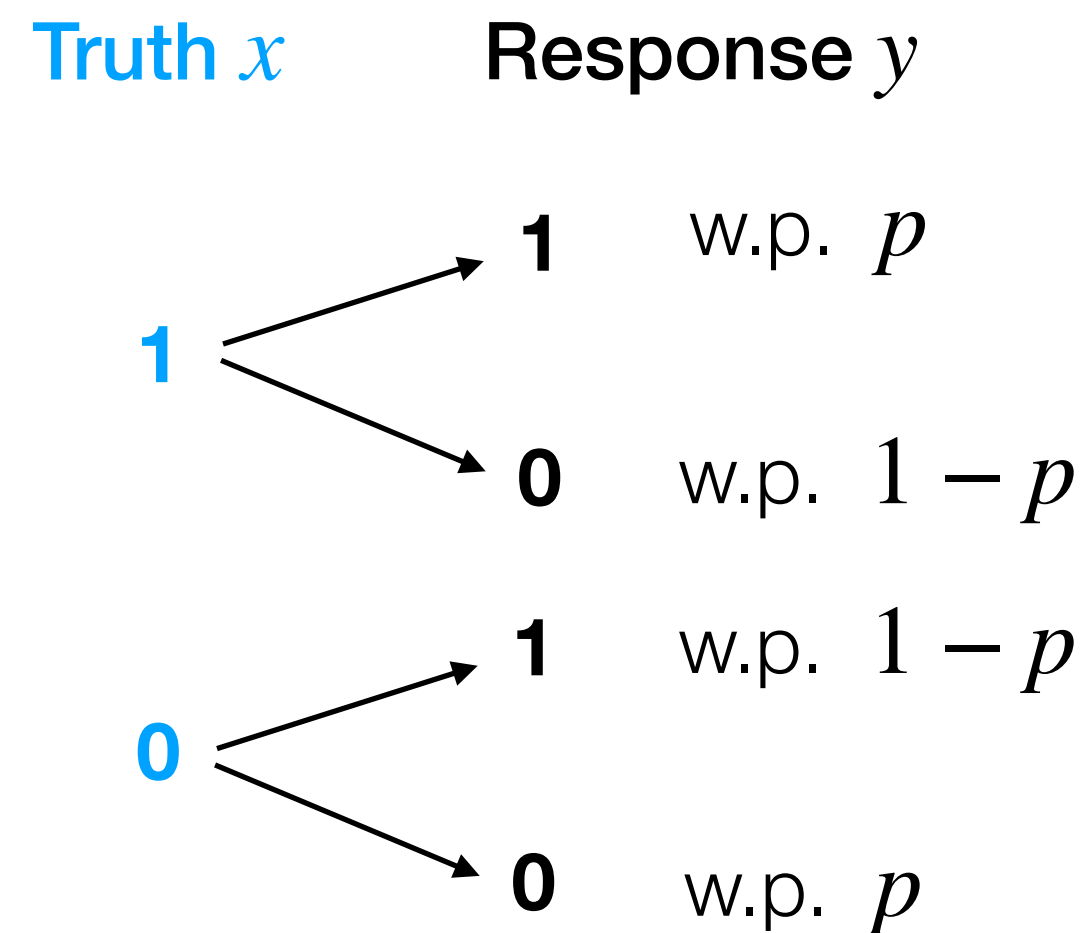 Truth x Response y
1 w.p. p
1
0 w.p. 1 − p
1 w.p. 1 − p
0
0 w.p. p